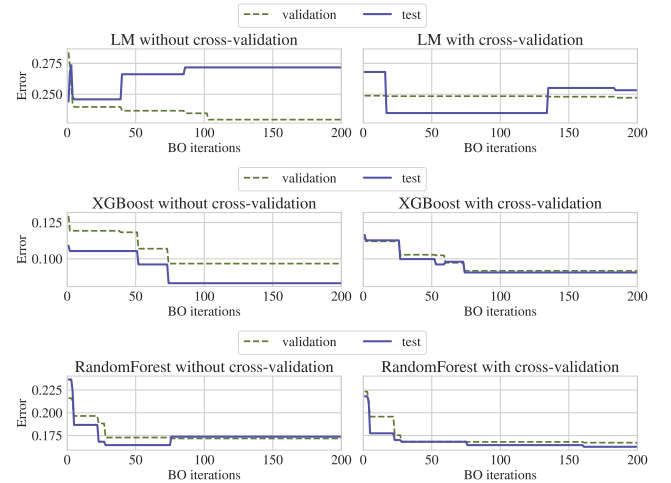 validation test
LM without cross-validation LM with cross-validation
Error
0.275
0.250
0 50 100 150 200 0 50 100 150 200
BO iterations BO iterations
validation test
XGBoost without cross-validation XGBoost with cross-validation
Error
0.125
0.100
0 50 100 150 200 0 50 100 150 200
BO iterations BO iterations
validation test
RandomForest without cross-validation RandomForest with cross-validation
Error
0.225
0.200
0.175
0 50 100 150 200 0 50 100 150 200
BO iterations BO iterations